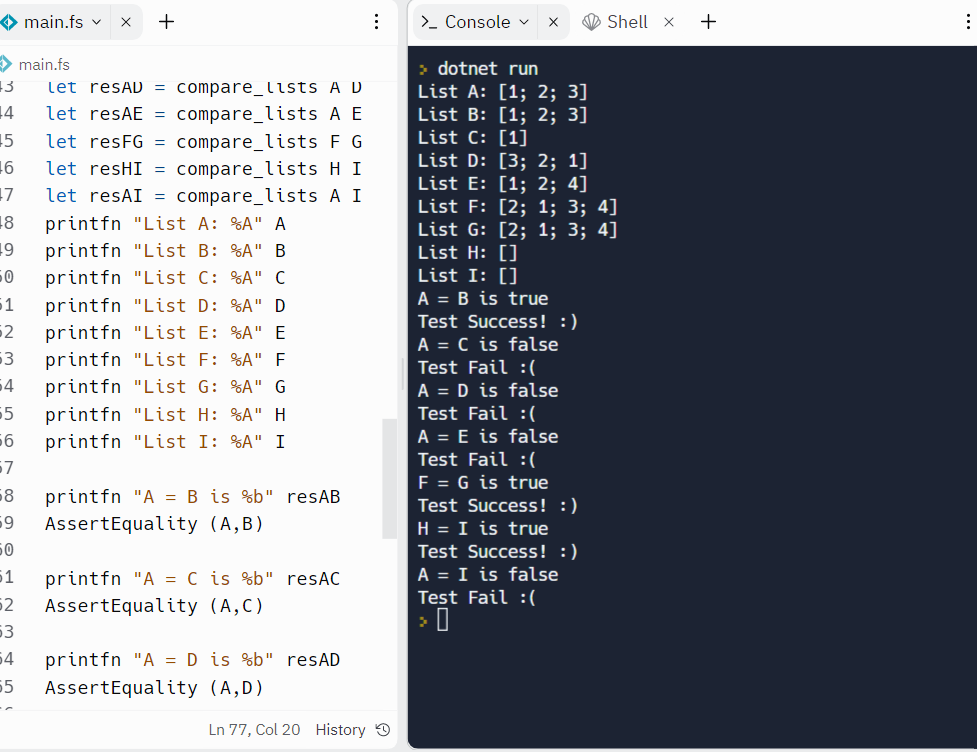 main.fs
main.fs
let resAD = compare_lists A D
44 let resAE = compare_lists A E
45 let resFG = compare_lists F G
46 let resHI = compare_lists H I
47 let resAI = compare_lists A I
48 printfn "List A: %A" A
49 printfn "List B: %A" B
50 printfn "List C: %A" C
51 printfn "List D: %A" D
52 printfn "List E: %A" E
53 printfn "List F: %A" F
54 printfn "List G: %A" G
55 printfn "List H: %A" H
56 printfn "List I: %A" I
57
58 printfn "A = B is %b" resAB
59 AssertEquality (A,B)
60
61 printfn "A = C is %b" resAC
62 AssertEquality (A,C)
63
64 printfn "A = D is %b" resAD
65 AssertEquality (A,D)
Ln 77, Col 20 History
>_ Console
Shell
> dotnet run
List A: [1; 2; 3]
List B: [1; 2; 3]
List C: [1]
List D: [3; 2; 1]
List E: [1; 2; 4]
List F: [2; 1; 3; 4]
List G: [2; 1; 3; 4]
List H: []
List I: []
A = B is true
Test Success! :)
A = C is false
Test Fail :(
A = D is false
Test Fail :(
A = E is false
Test Fail :(
F = G is true
Test Success! :)
H = I is true
Test Success! :)
A = I is false
Test Fail :(
>